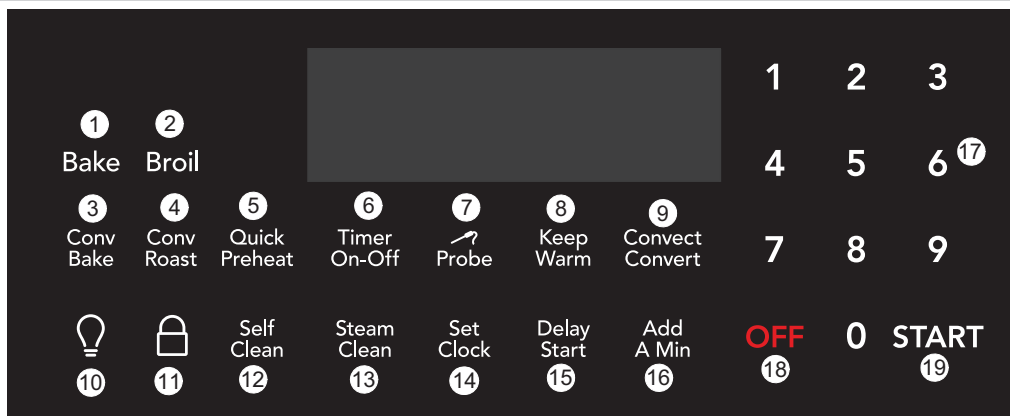 1 2 3
1 2
Bake Broil
4 5 6 17
3 4 5 6 7 8 9
Conv Conv Quick Timer Keep Convect
Bake Roast Preheat On-Off Probe Warm Convert
7 8 9
Self Steam Set Delay Add
Clean Clean Clock Start A Min
OFF 0 START
10 11 12 13 14 15 16 18 19